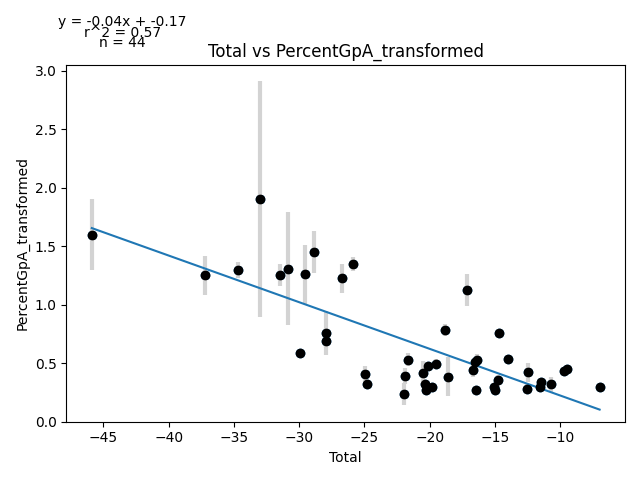 y = -0.04x + -0.17
r^2 = 0.57
n = 44
Total vs PercentGpA_transformed
PercentGpA_transformed
3.0
2.5
2.0
1.5
1.0
0.5
0.0
−45
−40
−35
−30
−25
−20
−15
−10
Total